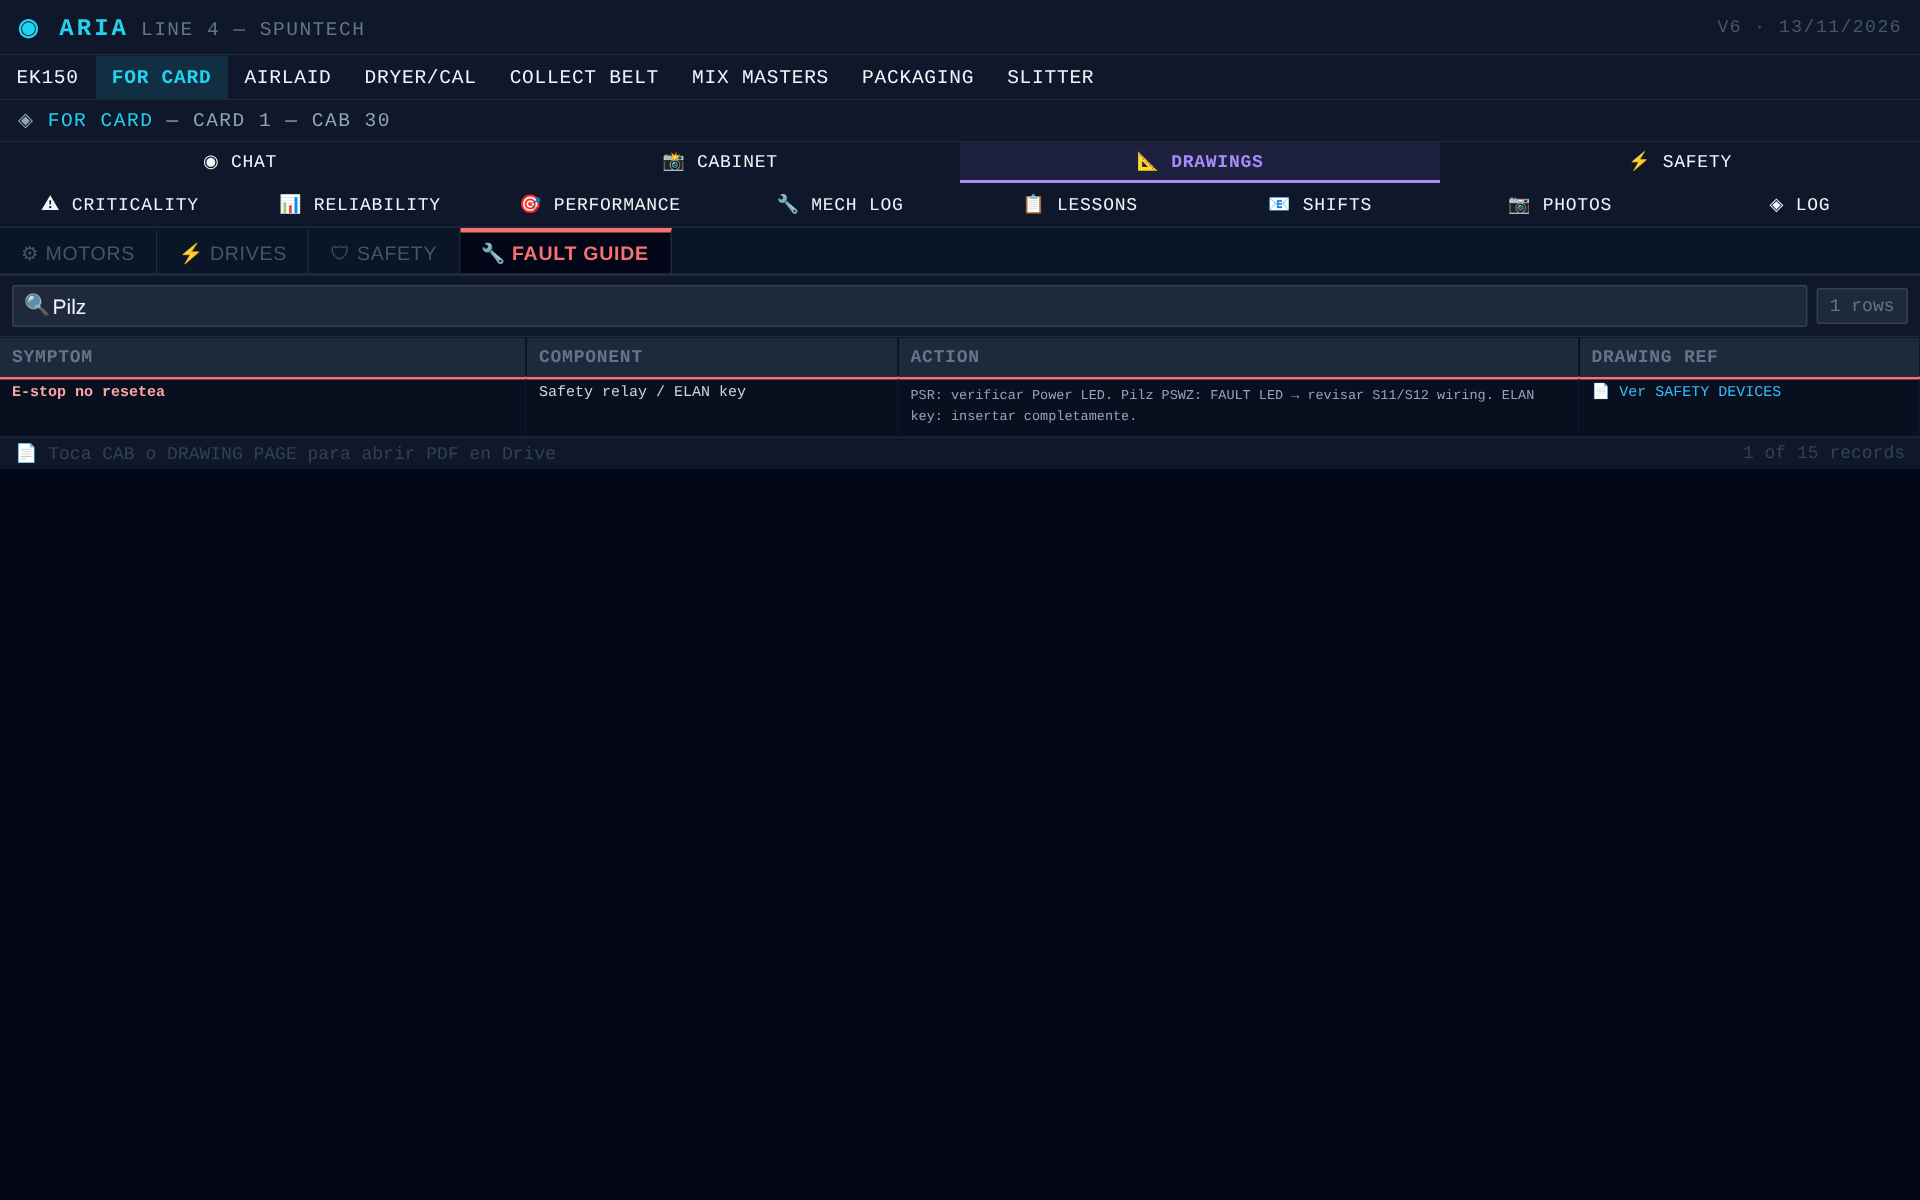 ◉ ARIA LINE 4 — SPUNTECH
V6 · 13/11/2026
EK150 FOR CARD AIRLAID DRYER/CAL COLLECT BELT MIX MASTERS PACKAGING SLITTER
◈ FOR CARD — CARD 1 — CAB 30
◉ CHAT 📸 CABINET 📐 DRAWINGS ⚡ SAFETY
⚠ CRITICALITY 📊 RELIABILITY 🎯 PERFORMANCE 🔧 MECH LOG 📋 LESSONS 📧 SHIFTS 📷 PHOTOS ◈ LOG
⚙ MOTORS ⚡ DRIVES 🛡 SAFETY 🔧 FAULT GUIDE
🔍 Pilz 1 rows
SYMPTOM COMPONENT ACTION DRAWING REF
E-stop no resetea Safety relay / ELAN key PSR: verificar Power LED. Pilz PSWZ: FAULT LED → revisar S11/S12 wiring. ELAN 📄 Ver SAFETY DEVICES
key: insertar completamente.
📄 Toca CAB o DRAWING PAGE para abrir PDF en Drive 1 of 15 records